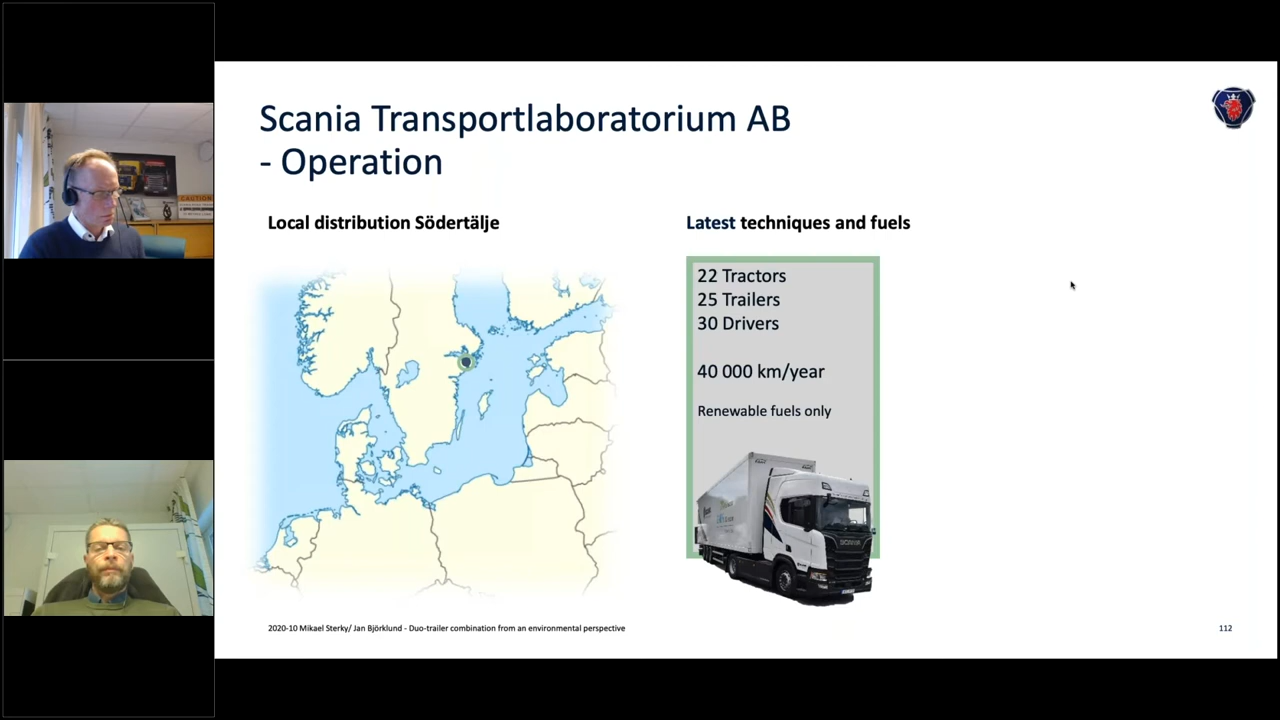 Scania Transportlaboratorium AB
- Operation
Local distribution Södertälje
Latest techniques and fuels
22 Tractors
25 Trailers
30 Drivers
40 000 km/year
Renewable fuels only
SCANIA
CAUTION
2020-10 Mikael Sterky/ Jan Björklund - Duo-trailer combination from an environmental perspective
112